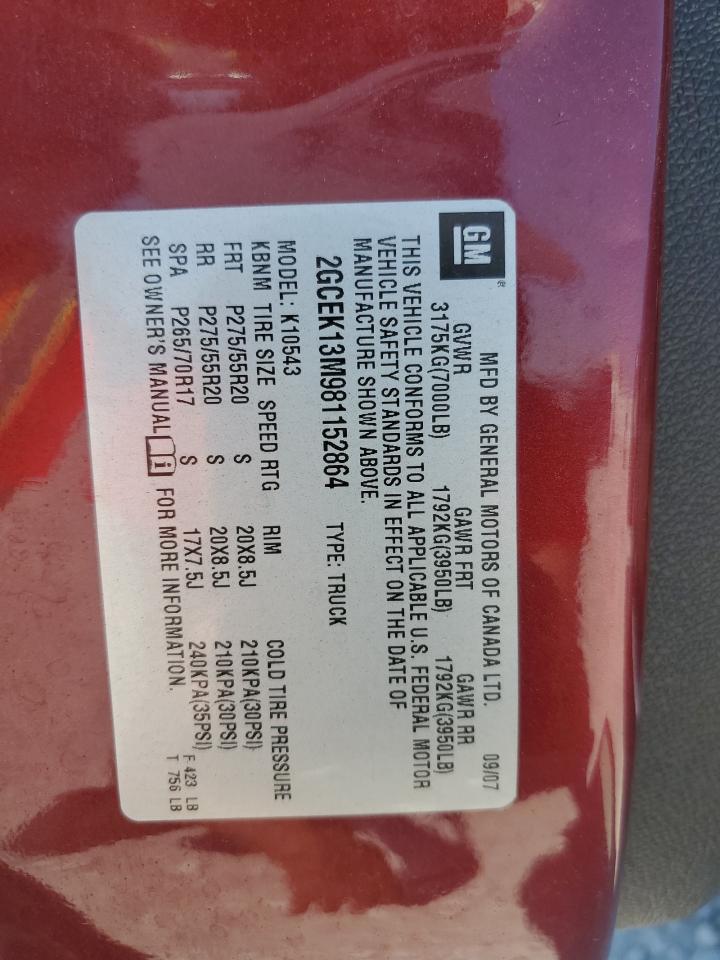 GM®
MFD BY GENERAL MOTORS OF CANADA LTD. 09/07
GVWR GAWR FRT GAWR RR
3175KG(7000LB) 1792KG(3950LB) 1792KG(3950LB)
THIS VEHICLE CONFORMS TO ALL APPLICABLE U.S. FEDERAL MOTOR
VEHICLE SAFETY STANDARDS IN EFFECT ON THE DATE OF
MANUFACTURE SHOWN ABOVE.
2GCEK13M981152864 TYPE: TRUCK
MODEL: K10543
KBNM TIRE SIZE SPEED RTG RIM COLD TIRE PRESSURE
FRT P275/55R20 S 20X8.5J 210KPA(30PSI)
RR P275/55R20 S 20X8.5J 210KPA(30PSI)
SPA P265/70R17 S 17X7.5J 240KPA(35PSI) F 423 LB
SEE OWNER'S MANUAL FOR MORE INFORMATION. T 756 LB